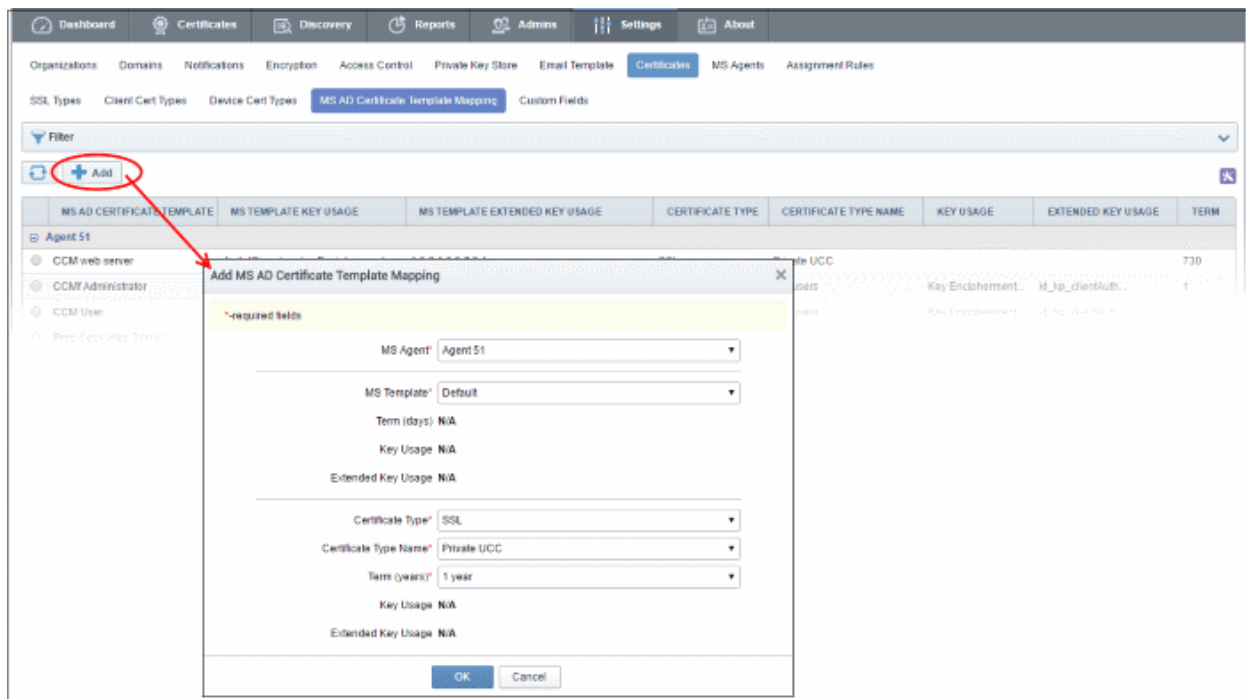 Dashboard Certificates Discovery Reports Admins Settings About
Organizations Domains Notifications Encryption Access Control Private Key Store Email Template Certificates MS Agents Assignment Rules
SSL Types Client Cert Types Device Cert Types MS AD Certificate Template Mapping Custom Fields
Filter
Add
MS AD CERTIFICATE TEMPLATE MS TEMPLATE KEY USAGE MS TEMPLATE EXTENDED KEY USAGE CERTIFICATE TYPE CERTIFICATE TYPE NAME KEY USAGE EXTENDED KEY USAGE TERM
Agent 51
CCM web server UCC 730
Administrator Key Encipherment...
CCM User
Add MS AD Certificate Template Mapping
*-required fields
MS Agent* Agent 51
MS Template* Default
Term (days) N/A
Key Usage N/A
Extended Key Usage N/A
Certificate Type* SSL
Certificate Type Name* Private UCC
Term (years)* 1 year
Key Usage N/A
Extended Key Usage N/A
OK Cancel